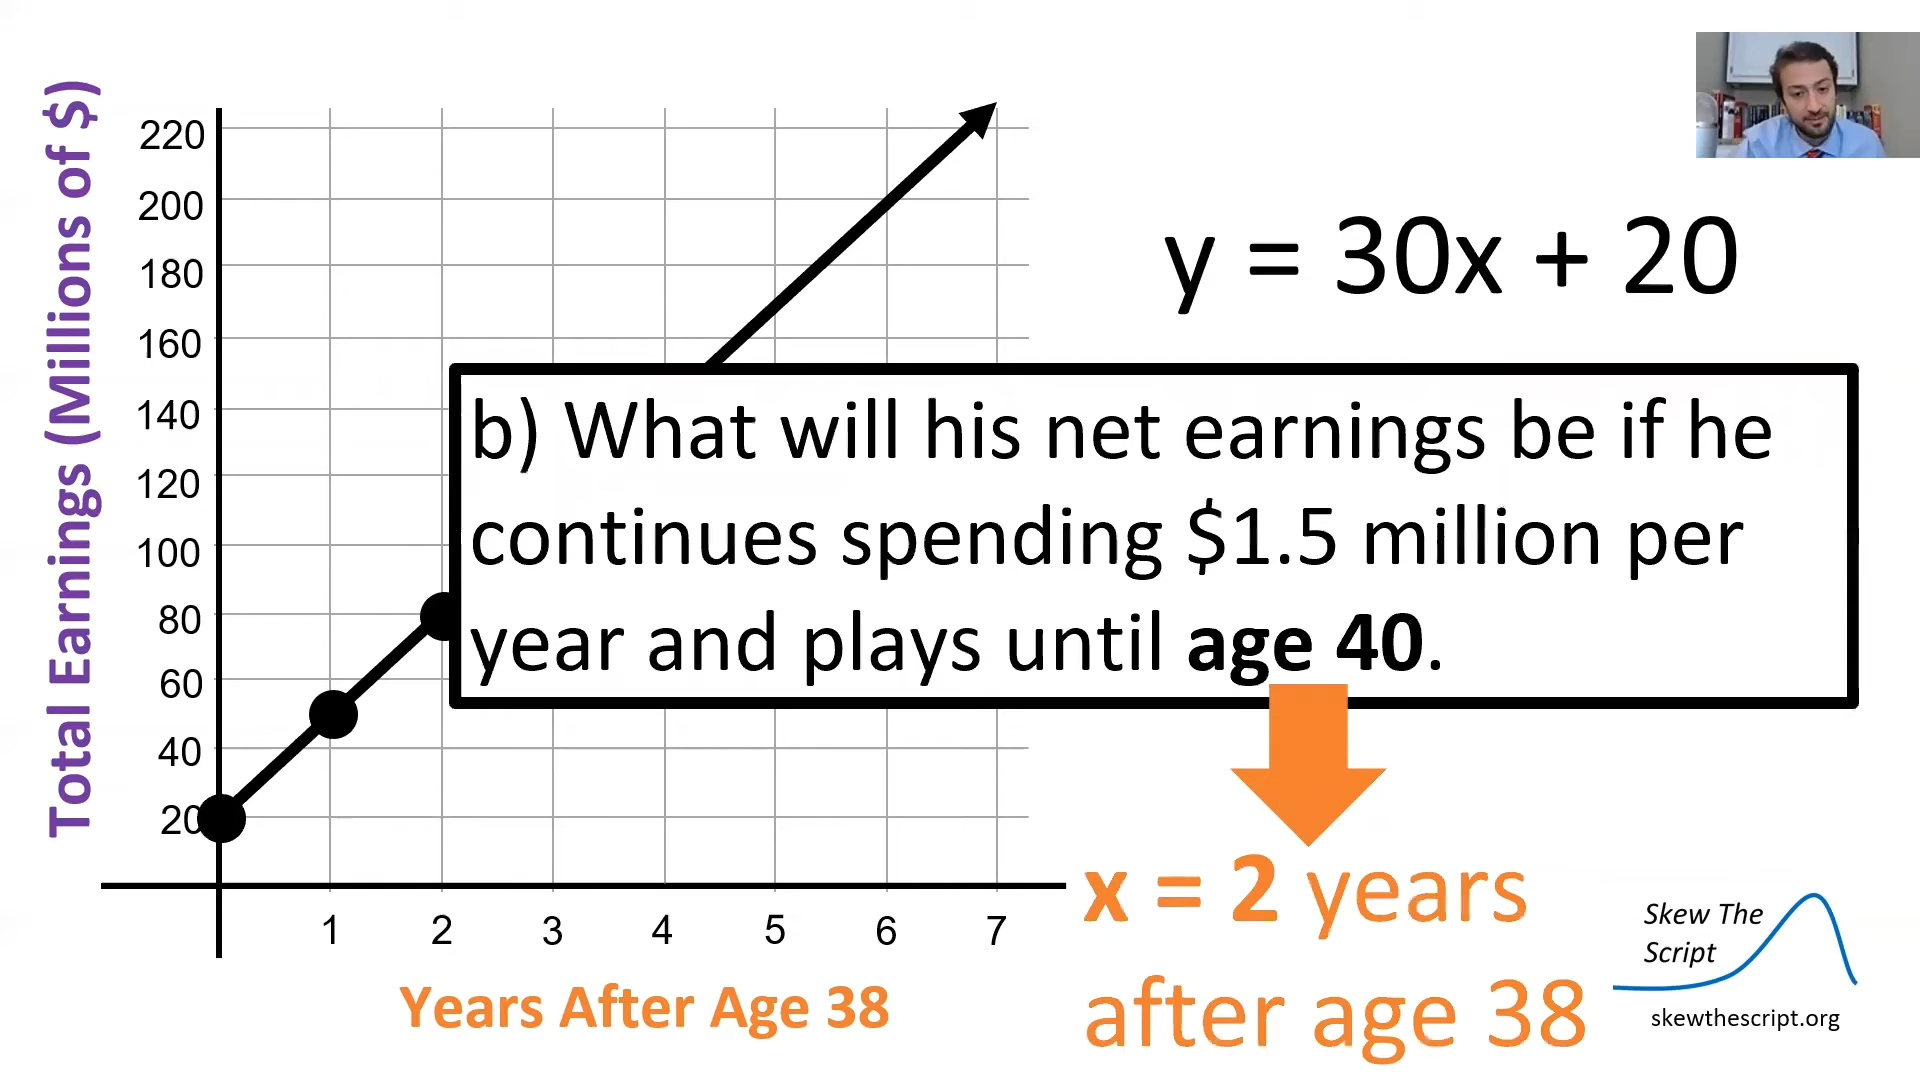 Total Earnings (Millions of $)
220
200
180
160
140
120
100
80
60
40
20
1 2 3 4 5 6 7
Years After Age 38
y = 30x + 20
b) What will his net earnings be if he
continues spending $1.5 million per
year and plays until age 40.
x = 2 years
after age 38
Skew The
Script
skewthescript.org